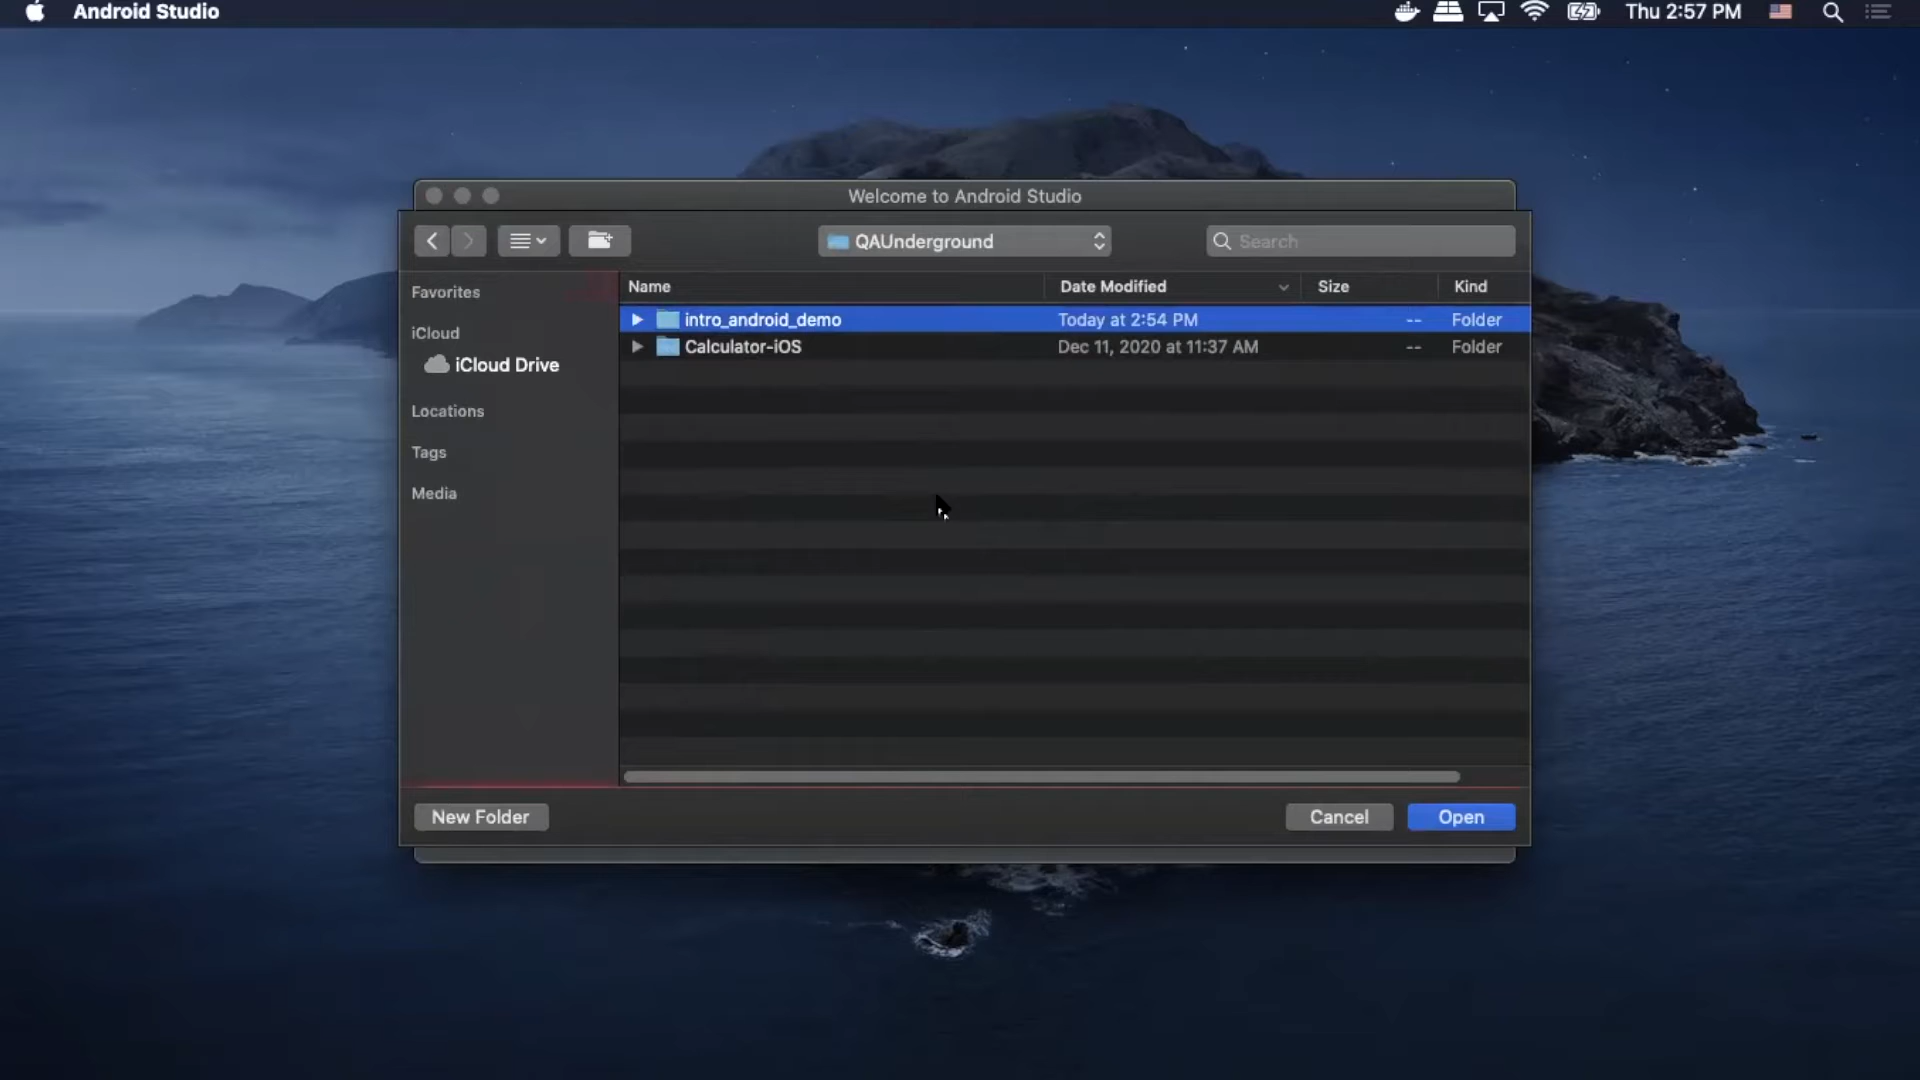 Android Studio
Thu 2:57 PM
Welcome to Android Studio
QAUnderground
Search
Favorites
iCloud
iCloud Drive
Locations
Tags
Media
Name Date Modified Size Kind
intro_android_demo Today at 2:54 PM -- Folder
Calculator-iOS Dec 11, 2020 at 11:37 AM -- Folder
New Folder
Cancel
Open